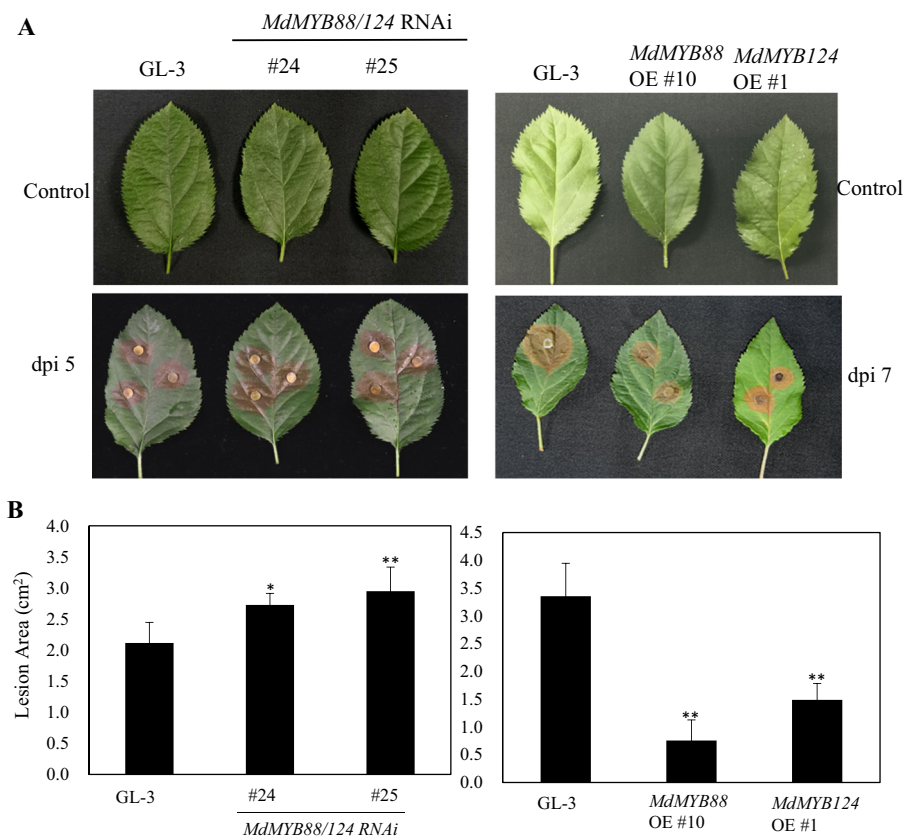 A
MdMYB88/124 RNAi
GL-3 #24 #25
GL-3 MdMYB88 OE #10 MdMYB124 OE #1
Control
Control
dpi 5
dpi 7
B
Lesion Area (cm²)
4.0
3.5
3.0
2.5
2.0
1.5
1.0
0.5
0.0
* **
GL-3 #24 #25
MdMYB88/124 RNAi
4.5
4.0
3.5
3.0
2.5
2.0
1.5
1.0
0.5
0.0
** **
GL-3 MdMYB88 OE #10 MdMYB124 OE #1